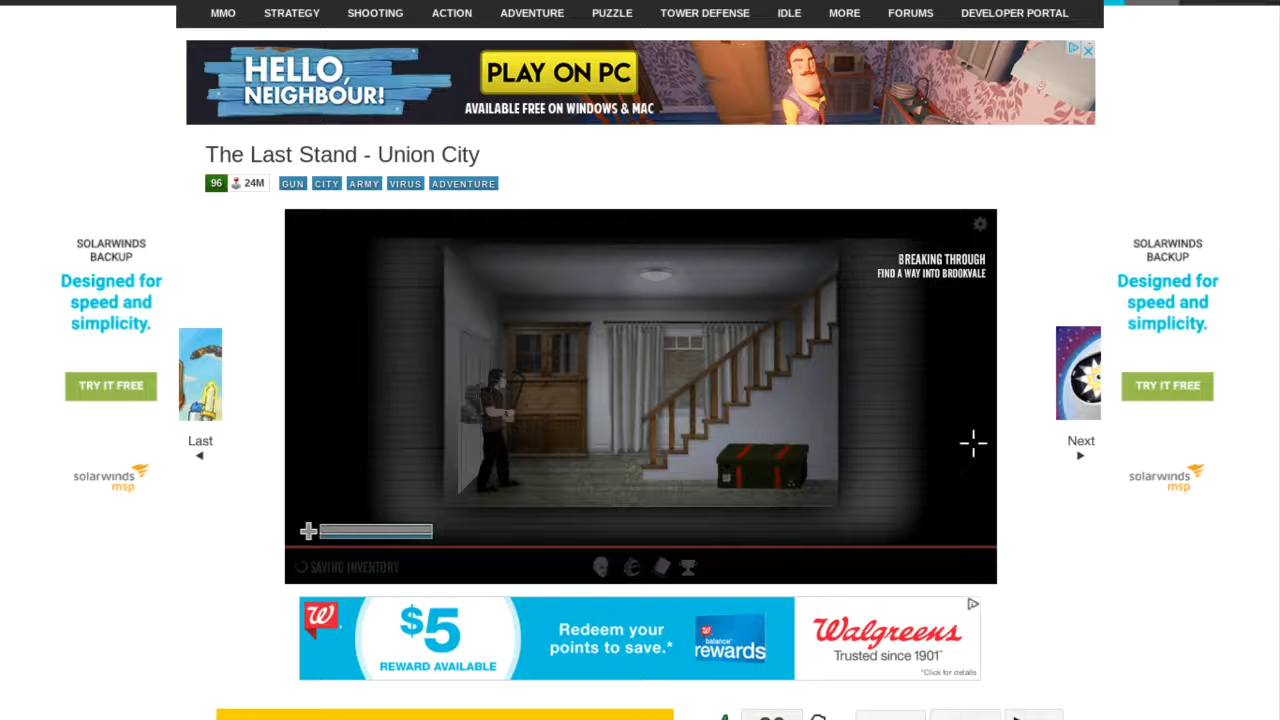 MMO STRATEGY SHOOTING ACTION ADVENTURE PUZZLE TOWER DEFENSE IDLE MORE FORUMS DEVELOPER PORTAL
HELLO,
NEIGHBOUR!
PLAY ON PC
AVAILABLE FREE ON WINDOWS & MAC
The Last Stand - Union City
96 24M GUN CITY ARMY VIRUS ADVENTURE
BREAKING THROUGH
FIND A WAY INTO BROOKVALE
SAVING INVENTORY
SOLARWINDS
BACKUP
Designed for
speed and
simplicity.
TRY IT FREE
solarwinds
msp
Last
SOLARWINDS
BACKUP
Designed for
speed and
simplicity.
TRY IT FREE
solarwinds
msp
Next
W
$5
REWARD AVAILABLE
Redeem your
points to save.*
W
balance®
rewards
Walgreens
Trusted since 1901™
*Click for details